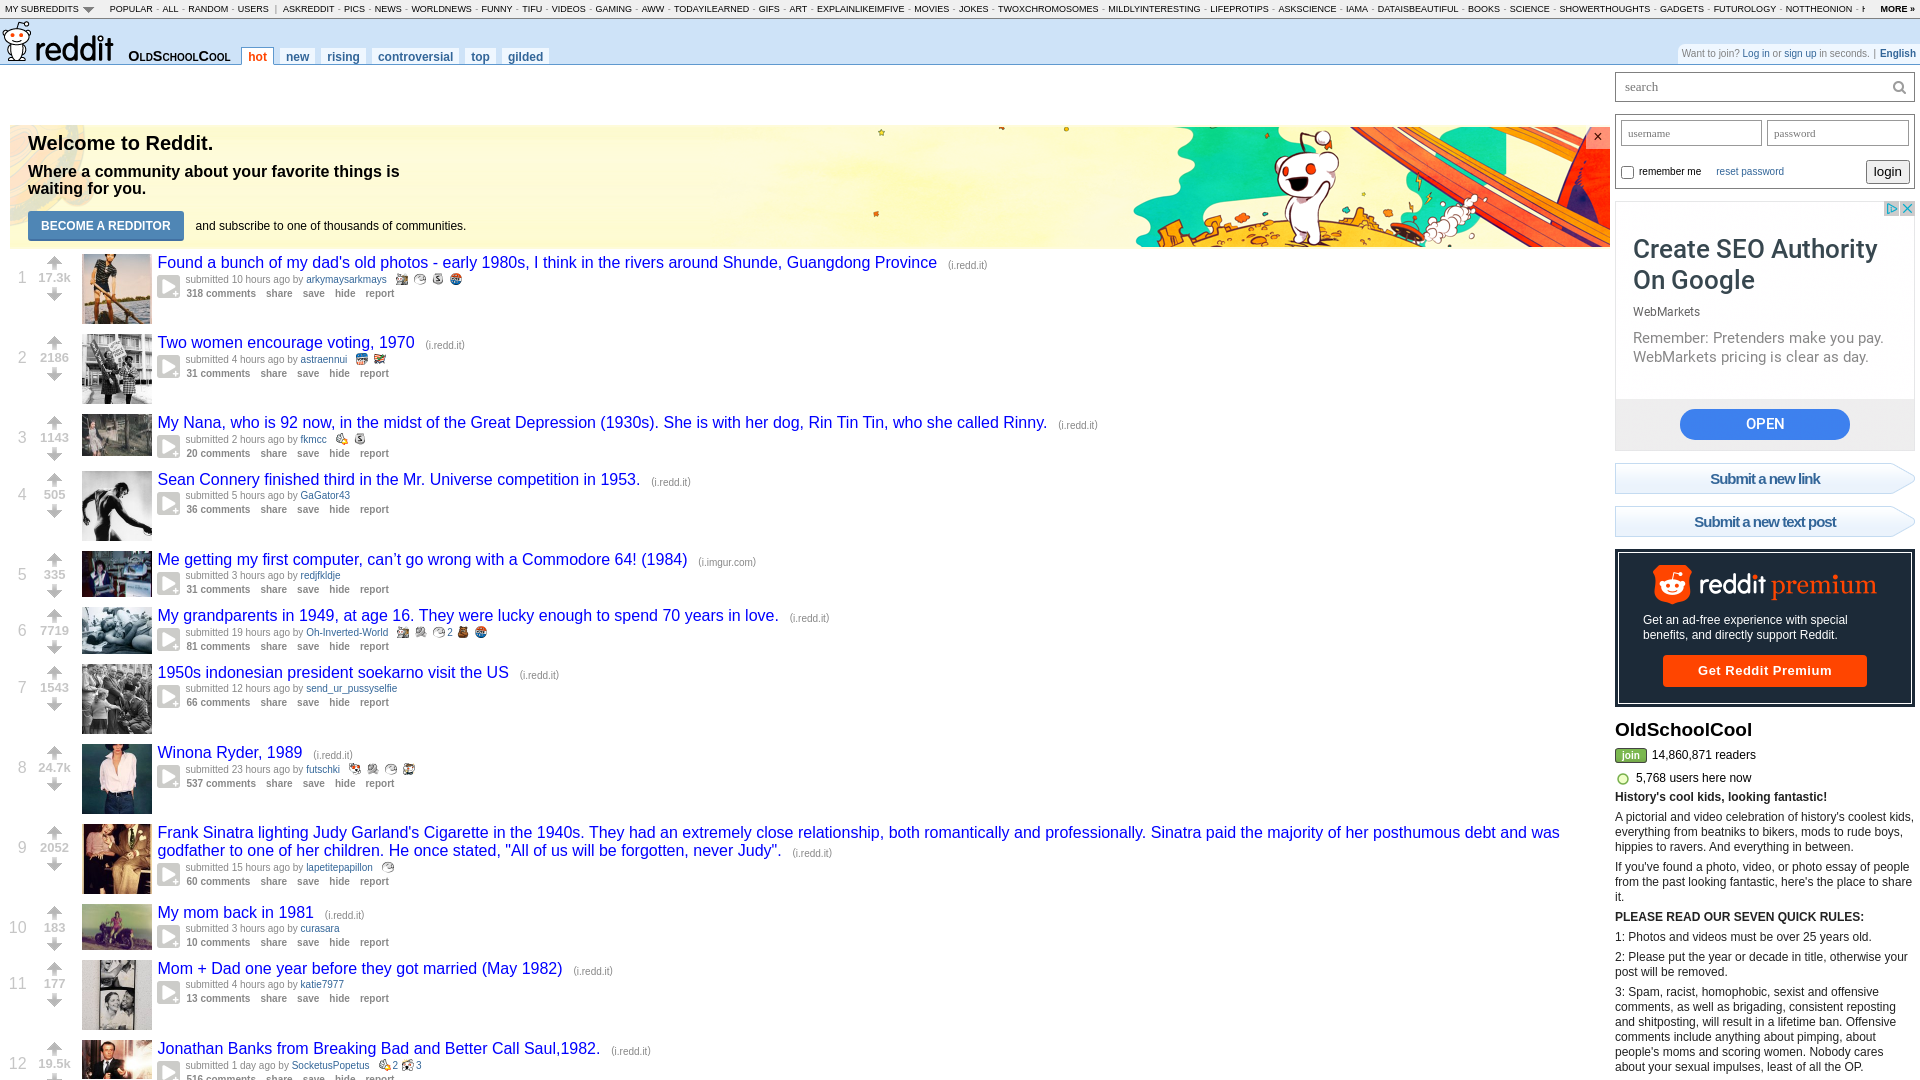 MY SUBREDDITS POPULAR - ALL - RANDOM - USERS | ASKREDDIT - PICS - NEWS - WORLDNEWS - FUNNY - TIFU - VIDEOS - GAMING - AWW - TODAYILEARNED - GIFS - ART - EXPLAINLIKEIMFIVE - MOVIES - JOKES - TWOXCHROMOSOMES - MILDLYINTERESTING - LIFEPROTIPS - ASKSCIENCE - IAMA - DATAISBEAUTIFUL - BOOKS - SCIENCE - SHOWERTHOUGHTS - GADGETS - FUTUROLOGY - NOTTHEONION - MORE »
reddit OLDSCHOOLCOOL hot new rising controversial top gilded
Want to join? Log in or sign up in seconds. | English
Welcome to Reddit.
Where a community about your favorite things is
waiting for you.
BECOME A REDDITOR and subscribe to one of thousands of communities.
×
1 17.3k Found a bunch of my dad's old photos - early 1980s, I think in the rivers around Shunde, Guangdong Province (i.redd.it)
submitted 10 hours ago by arkymaysarkmays
318 comments share save hide report
2 2186 Two women encourage voting, 1970 (i.redd.it)
submitted 4 hours ago by astraennui
31 comments share save hide report
3 1143 My Nana, who is 92 now, in the midst of the Great Depression (1930s). She is with her dog, Rin Tin Tin, who she called Rinny. (i.redd.it)
submitted 2 hours ago by fkmcc
20 comments share save hide report
4 505 Sean Connery finished third in the Mr. Universe competition in 1953. (i.redd.it)
submitted 5 hours ago by GaGator43
36 comments share save hide report
5 335 Me getting my first computer, can’t go wrong with a Commodore 64! (1984) (i.imgur.com)
submitted 3 hours ago by redjfkldje
31 comments share save hide report
6 7719 My grandparents in 1949, at age 16. They were lucky enough to spend 70 years in love. (i.redd.it)
submitted 19 hours ago by Oh-Inverted-World 2
81 comments share save hide report
7 1543 1950s indonesian president soekarno visit the US (i.redd.it)
submitted 12 hours ago by send_ur_pussyselfie
66 comments share save hide report
8 24.7k Winona Ryder, 1989 (i.redd.it)
submitted 23 hours ago by futschki
537 comments share save hide report
9 2052 Frank Sinatra lighting Judy Garland's Cigarette in the 1940s. They had an extremely close relationship, both romantically and professionally. Sinatra paid the majority of her posthumous debt and was
godfather to one of her children. He once stated, "All of us will be forgotten, never Judy". (i.redd.it)
submitted 15 hours ago by lapetitepapillon
60 comments share save hide report
10 183 My mom back in 1981 (i.redd.it)
submitted 3 hours ago by curasara
10 comments share save hide report
11 177 Mom + Dad one year before they got married (May 1982) (i.redd.it)
submitted 4 hours ago by katie7977
13 comments share save hide report
12 19.5k Jonathan Banks from Breaking Bad and Better Call Saul,1982. (i.redd.it)
submitted 1 day ago by SocketusPopetus 2 3
516 comments share save hide report
search
username password
remember me reset password login
Create SEO Authority
On Google
WebMarkets
Remember: Pretenders make you pay.
WebMarkets pricing is clear as day.
OPEN
Submit a new link
Submit a new text post
reddit premium
Get an ad-free experience with special
benefits, and directly support Reddit.
Get Reddit Premium
OldSchoolCool
join 14,860,871 readers
5,768 users here now
History's cool kids, looking fantastic!
A pictorial and video celebration of history's coolest kids,
everything from beatniks to bikers, mods to rude boys,
hippies to ravers. And everything in between.
If you've found a photo, video, or photo essay of people
from the past looking fantastic, here's the place to share
it.
PLEASE READ OUR SEVEN QUICK RULES:
1: Photos and videos must be over 25 years old.
2: Please put the year or decade in title, otherwise your
post will be removed.
3: Spam, racist, homophobic, sexist and offensive
comments, as well as brigading, consistent reposting
and shitposting, will result in a lifetime ban. Offensive
comments include anything about pimping, about
people's moms and scoring women. Nobody cares
about your sexual impulses, least of all the OP.